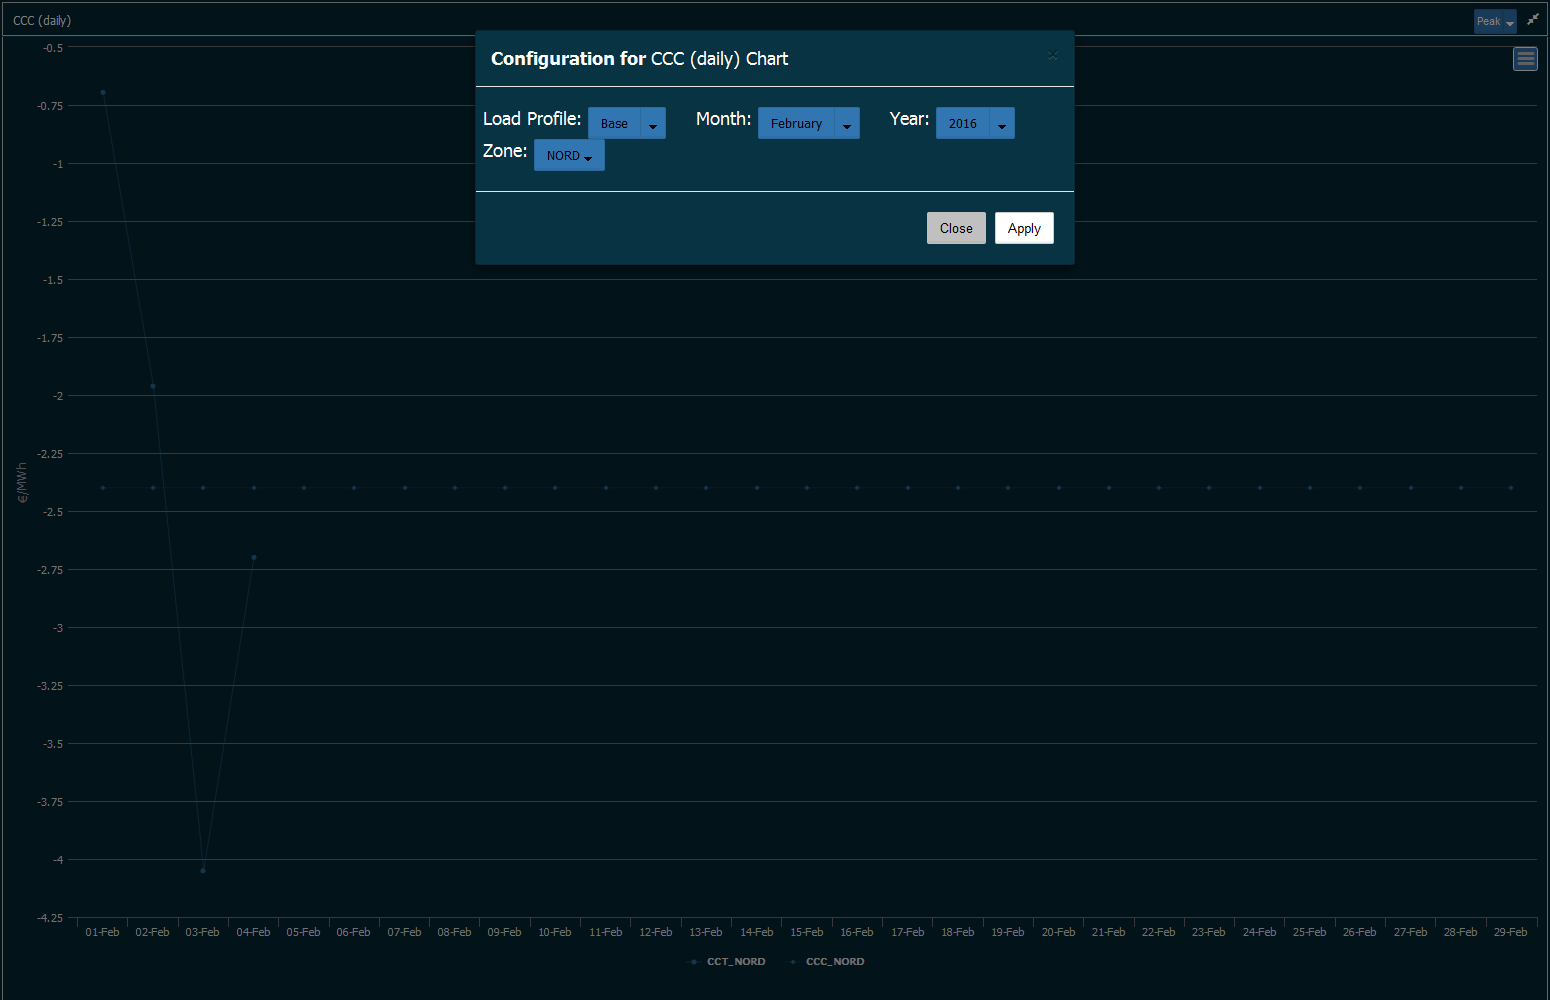 CCC (daily)
Peak
Configuration for CCC (daily) Chart
×
Load Profile: Base Month: February Year: 2016
Zone: NORD
Close Apply
-0.5
-0.75
-1
-1.25
-1.5
-1.75
-2
-2.25
-2.5
-2.75
-3
-3.25
-3.5
-3.75
-4
-4.25
€/MWh
01-Feb 02-Feb 03-Feb 04-Feb 05-Feb 06-Feb 07-Feb 08-Feb 09-Feb 10-Feb 11-Feb 12-Feb 13-Feb 14-Feb 15-Feb 16-Feb 17-Feb 18-Feb 19-Feb 20-Feb 21-Feb 22-Feb 23-Feb 24-Feb 25-Feb 26-Feb 27-Feb 28-Feb 29-Feb
CCT_NORD CCC_NORD